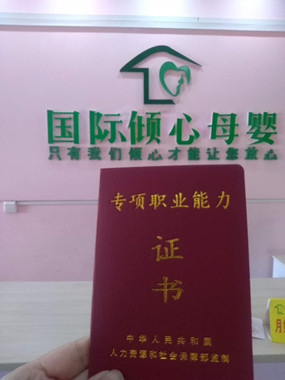 国际倾心母婴
只有我们倾心才能让您放心
专项职业能力
证
书
中华人民共和国
人力资源和社会保障部监制